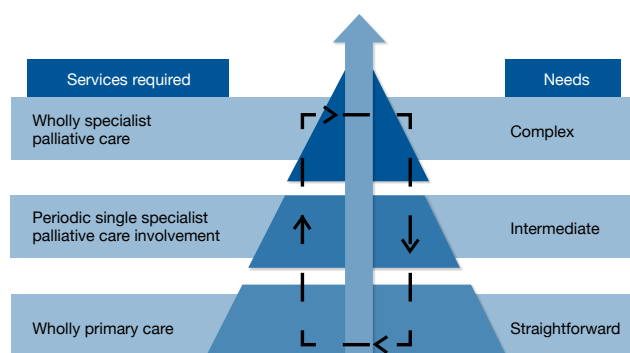 Services required
Needs
Wholly specialist
palliative care
Complex
Periodic single specialist
palliative care involvement
Intermediate
Wholly primary care
Straightforward